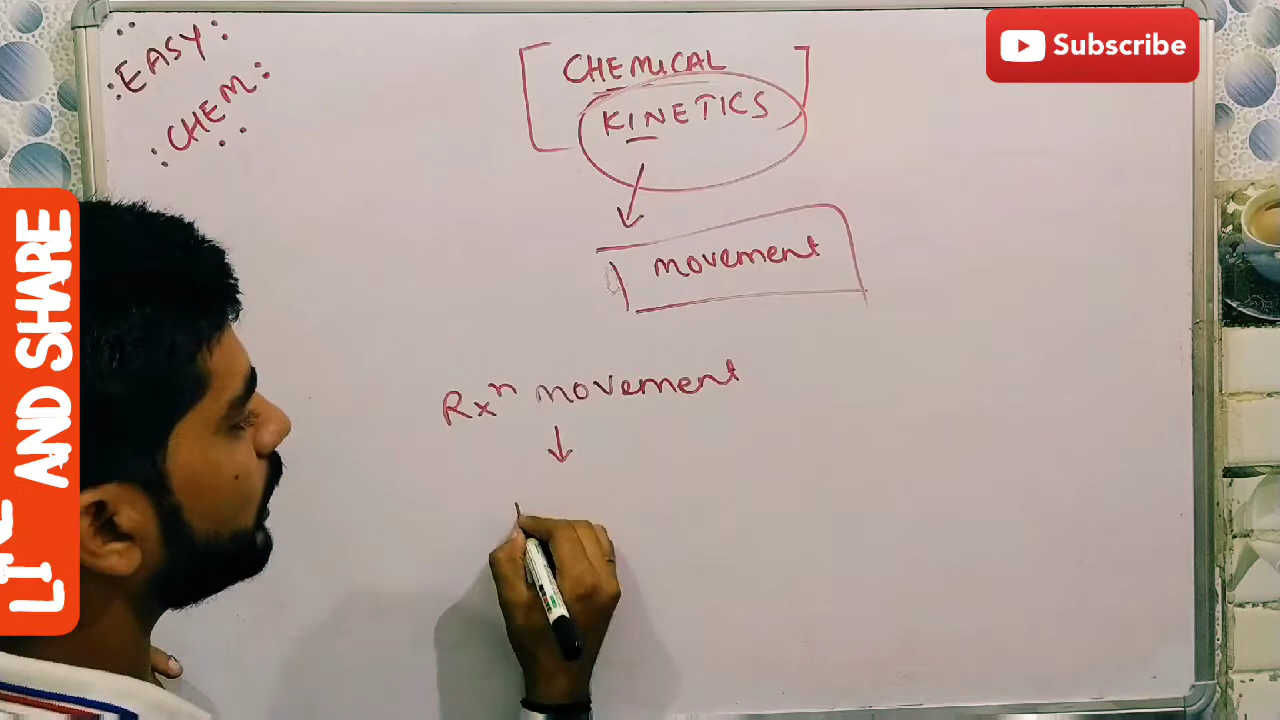 EASY
CHEM
CHEMICAL
KINETICS
movement
Rxⁿ movement
Subscribe
LIKE AND SHARE